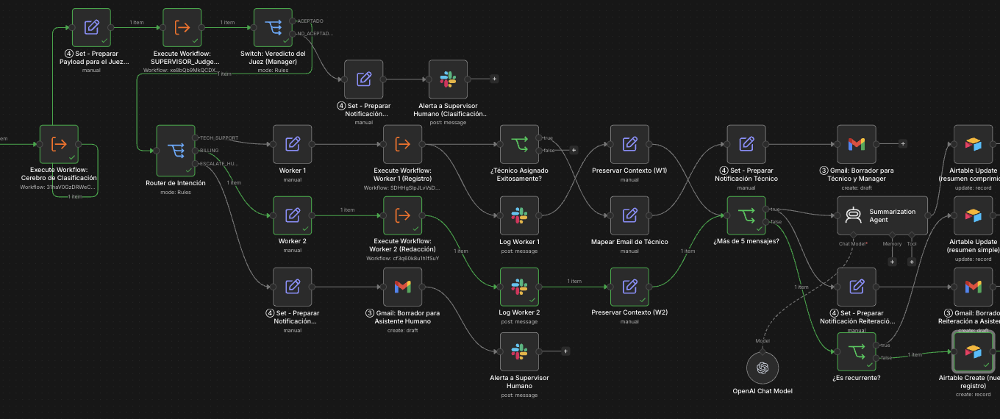 1 item
1 item
ACEPTADO
NO_ACEPTAD...
④ Set - Preparar
Payload para el Juez...
manual
Execute Workflow:
SUPERVISOR_Judge...
Workflow: xe8bQb9MkQCDX...
Switch: Veredicto del
Juez (Manager)
mode: Rules
1 item
④ Set - Preparar
Notificación...
manual
Alerta a Supervisor
Humano (Clasificación..
post: message
em
Execute Workflow:
Cerebro de Clasificación
Workflow: 31haV0GzDRWeC...
1 item
TECH_SUPPORT
BILLING
ESCALATE_HU...
Router de Intención
mode: Rules
1 item
Worker 1
manual
Execute Workflow:
Worker 1 (Registro)
Workflow: SDHHgSlpJLvVsD...
true
false
¿Técnico Asignado
Exitosamente?
Preservar Contexto (W1)
manual
④ Set - Preparar
Notificación Técnico
manual
③ Gmail: Borrador para
Técnico y Manager
create: draft
Airtable Update
(resumen comprimic
update: record
Worker 2
manual
1 item
Execute Workflow:
Worker 2 (Redacción)
Workflow: cf3q60k8u1h1fSuY
1 item
Log Worker 1
post: message
Mapear Email de Técnico
manual
1 item
true
false
¿Más de 5 mensajes?
Summarization
Agent
Chat Model*
Memory
Tool
Airtable Update
(resumen simple)
update: record
④ Set - Preparar
Notificación...
manual
③ Gmail: Borrador para
Asistente Humano
create: draft
Log Worker 2
post: message
1 item
Preservar Contexto (W2)
manual
1 item
④ Set - Preparar
Notificación Reiteració...
manual
③ Gmail: Borrado
Reiteración a Asisten
create: draft
Alerta a Supervisor
Humano
post: message
Model
OpenAI Chat Model
true
false
¿Es recurrente?
1 item
Airtable Create (nue
registro)
create: record